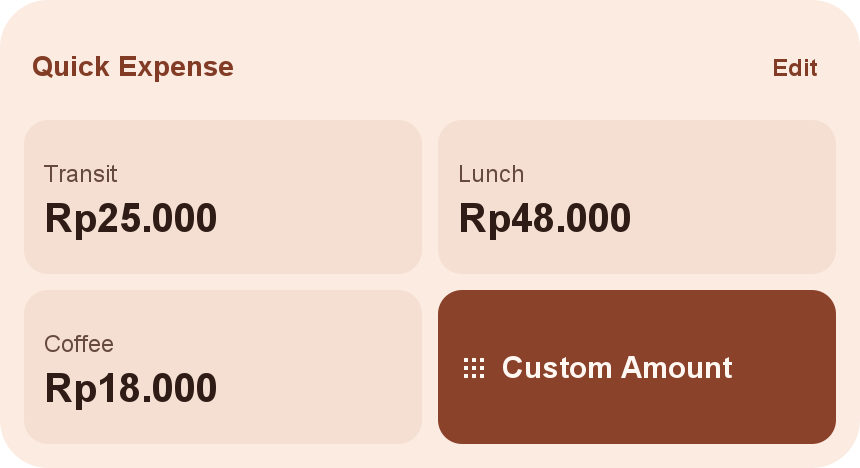 Quick Expense
Edit
Transit
Rp25.000
Lunch
Rp48.000
Coffee
Rp18.000
Custom Amount